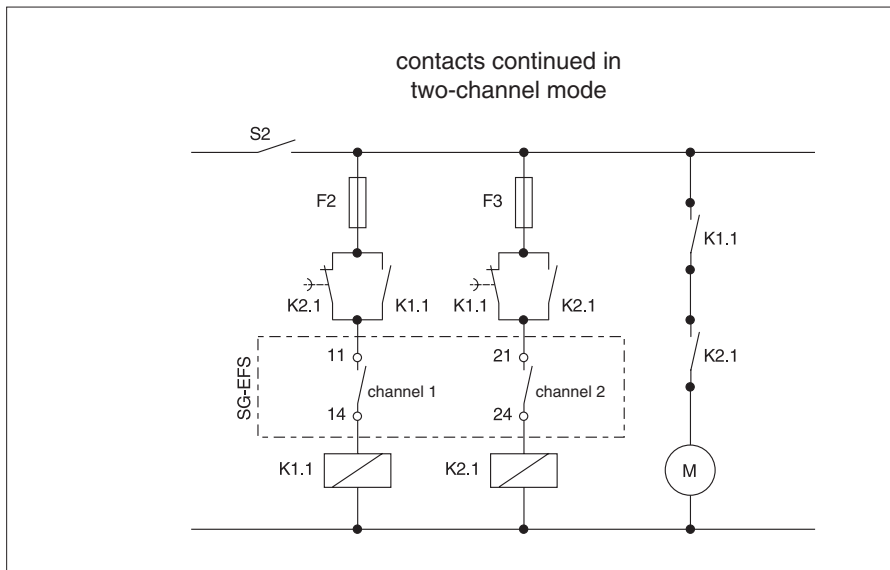 contacts continued in
two-channel mode
S2
F2
F3
K1.1
K2.1 K1.1
K1.1 K2.1
K2.1
SG-EFS
11
channel 1
14
21
channel 2
24
K1.1
K2.1
M